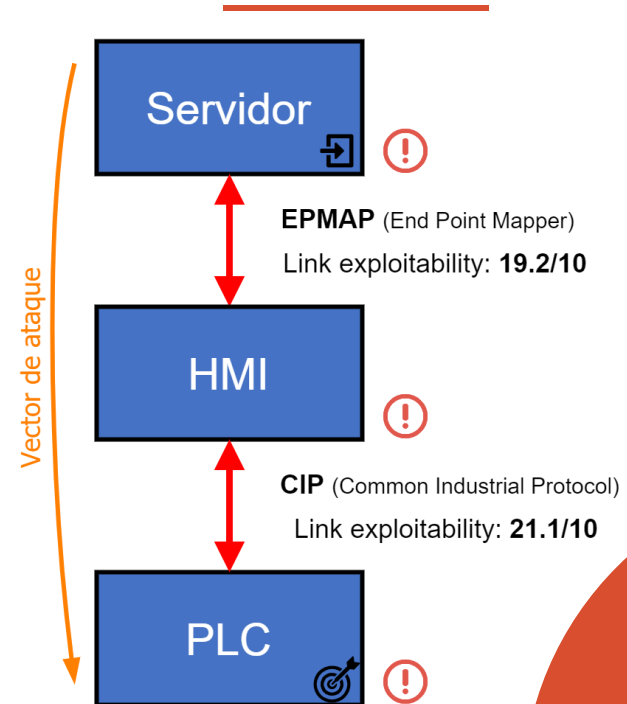 Servidor
EPMAP (End Point Mapper)
Link exploitability: 19.2/10
Vector de ataque
HMI
CIP (Common Industrial Protocol)
Link exploitability: 21.1/10
PLC